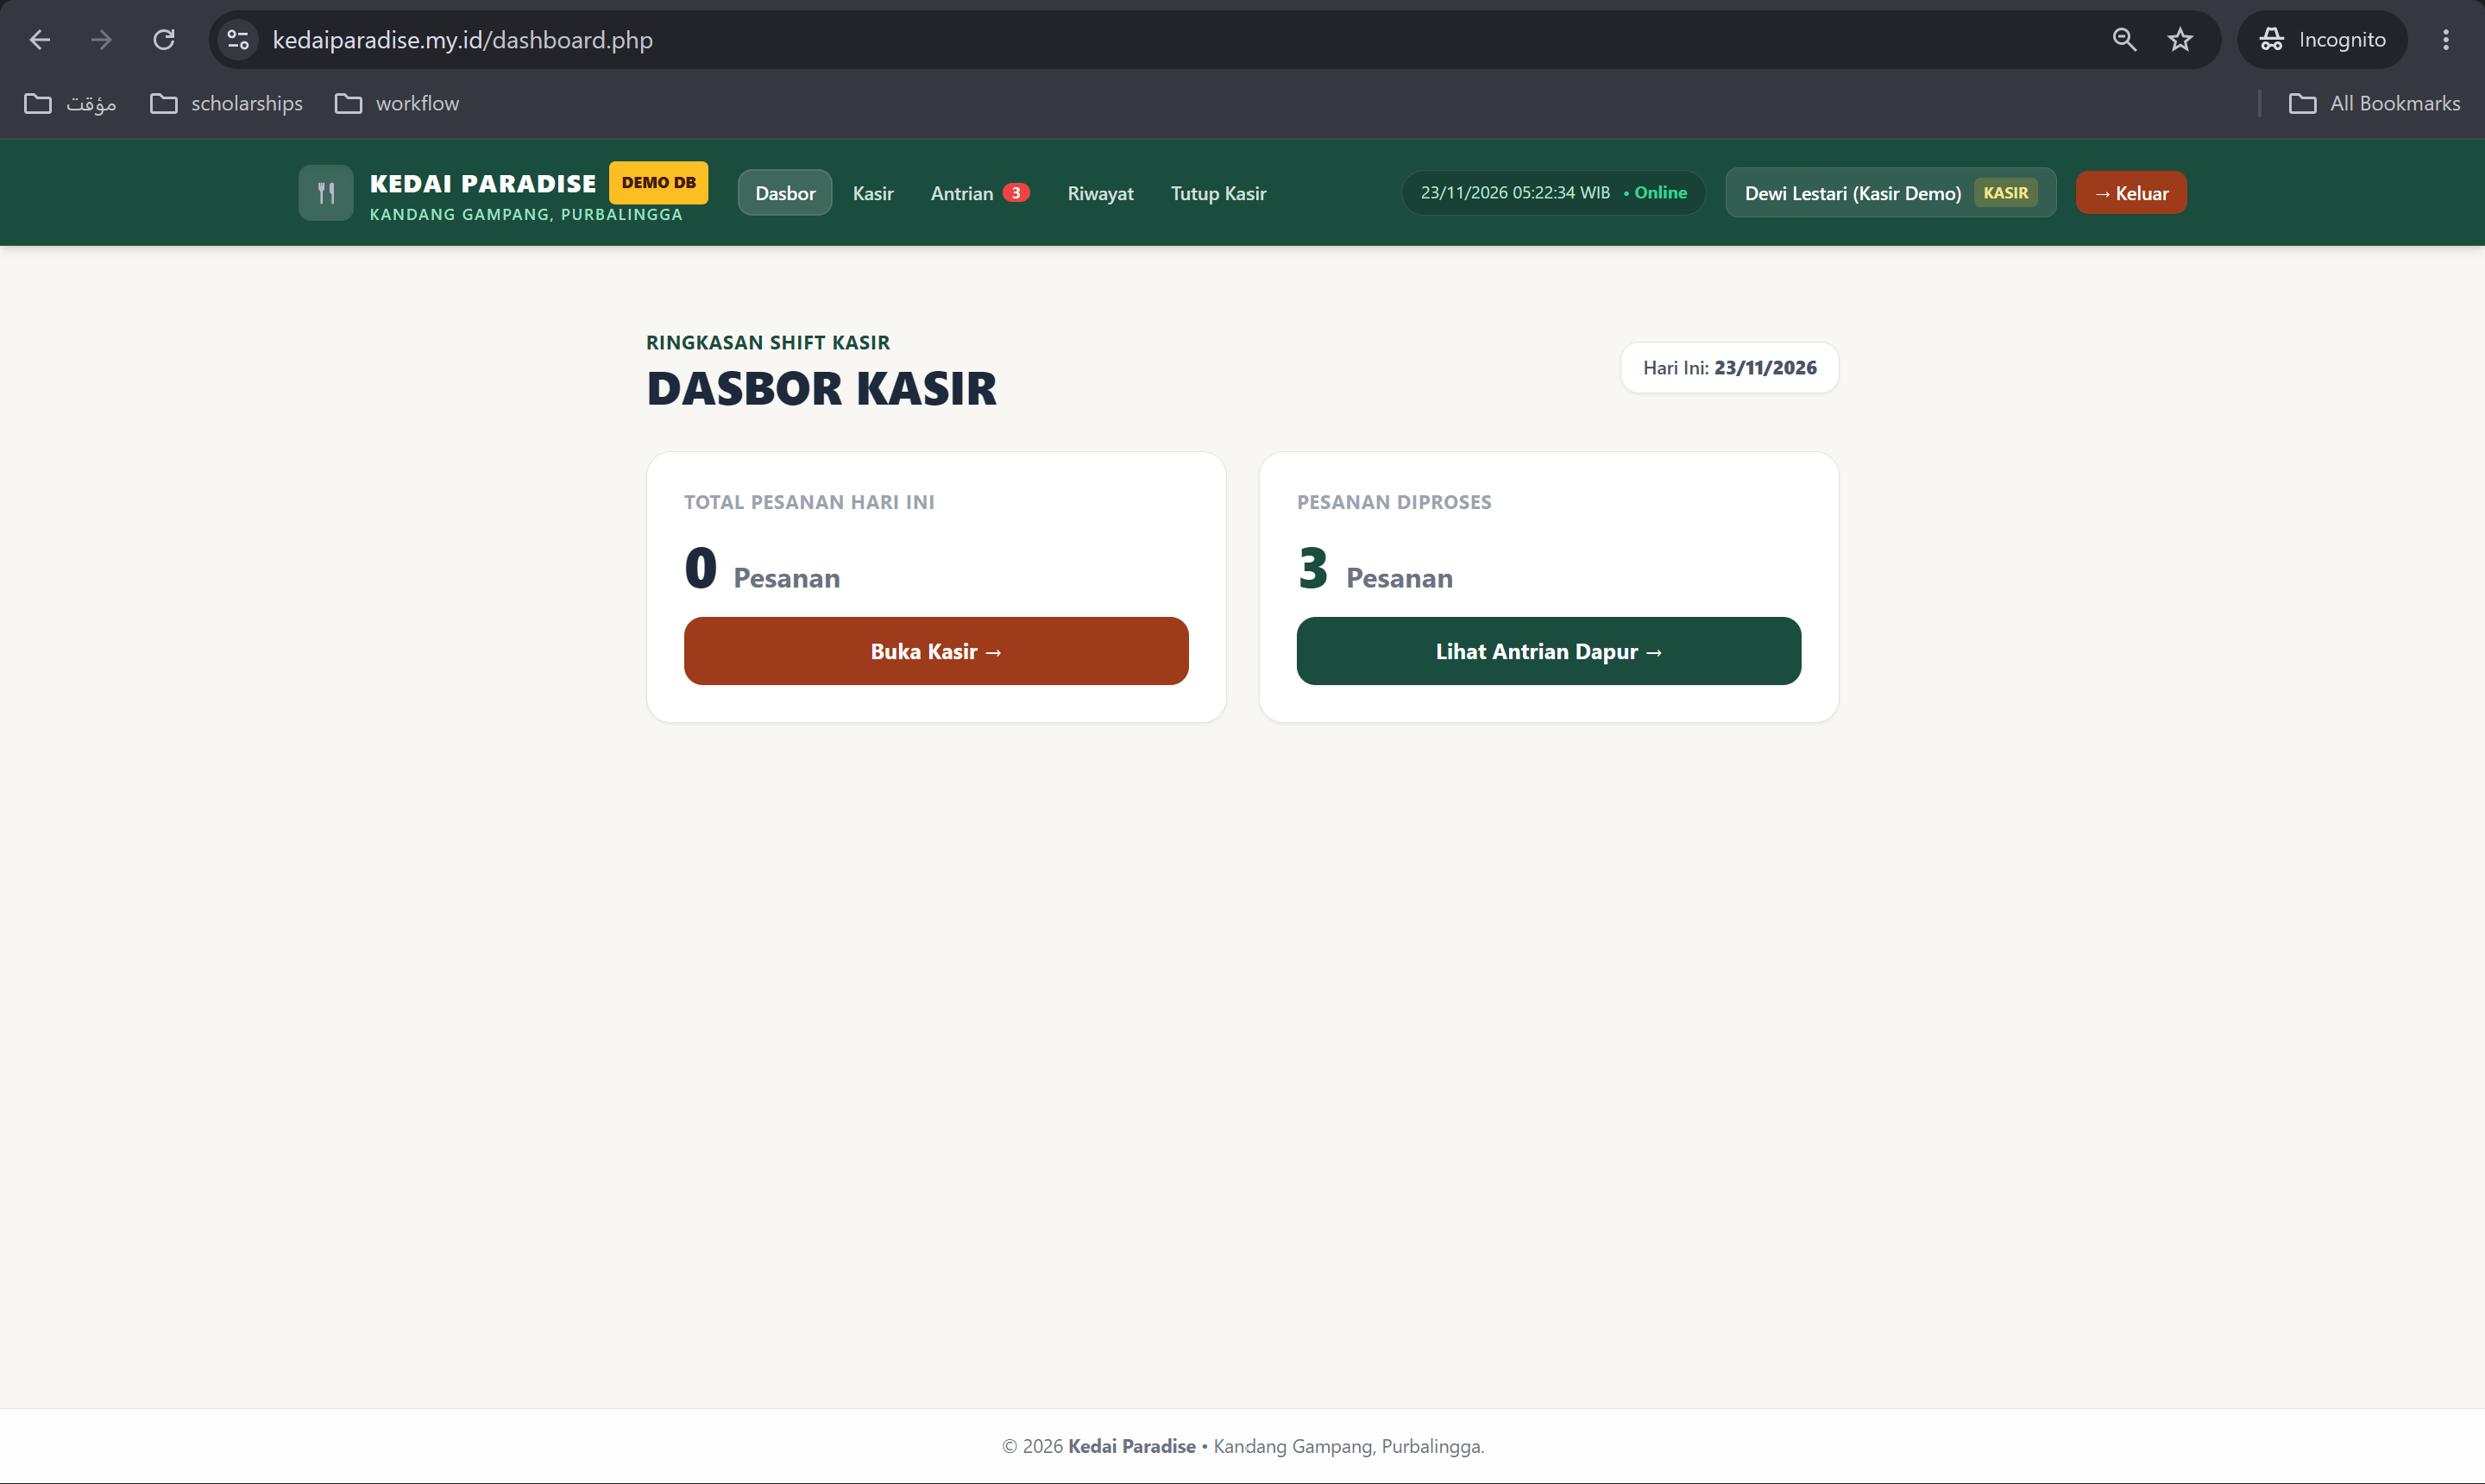 kedaiparadise.my.id/dashboard.php
Incognito
مؤقت
scholarships
workflow
All Bookmarks
KEDAI PARADISE
DEMO DB
KANDANG GAMPANG, PURBALINGGA
Dasbor
Kasir
Antrian 3
Riwayat
Tutup Kasir
23/11/2026 05:22:34 WIB • Online
Dewi Lestari (Kasir Demo) KASIR
→ Keluar
RINGKASAN SHIFT KASIR
DASBOR KASIR
Hari Ini: 23/11/2026
TOTAL PESANAN HARI INI
0 Pesanan
Buka Kasir →
PESANAN DIPROSES
3 Pesanan
Lihat Antrian Dapur →
© 2026 Kedai Paradise • Kandang Gampang, Purbalingga.